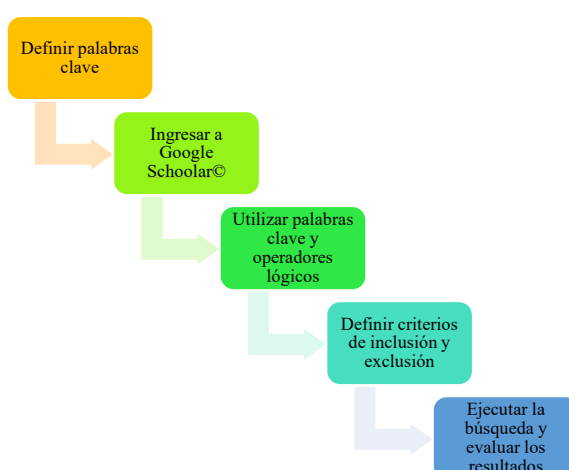 Definir palabras
clave
Ingresar a
Google
Schoolar©
Utilizar palabras
clave y
operadores
lógicos
Definir criterios
de inclusión y
exclusión
Ejecutar la
búsqueda y
evaluar los
resultados